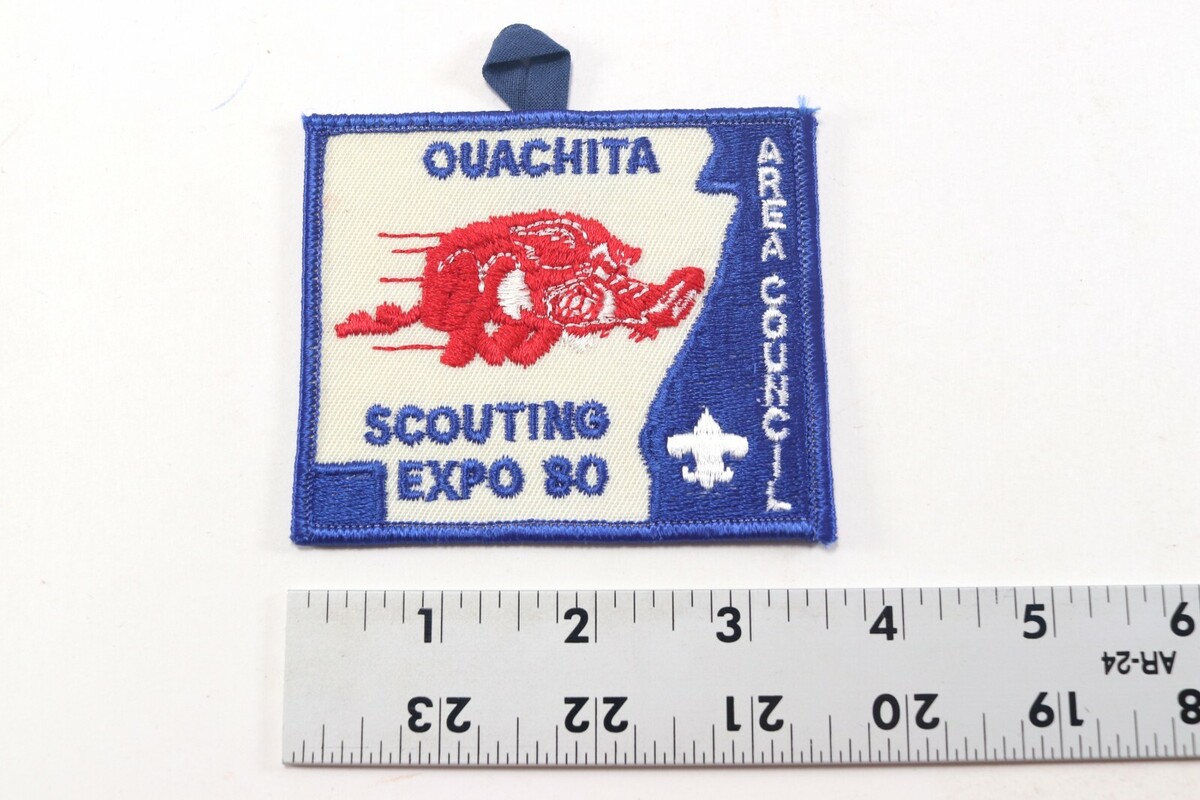 OUACHITA
AREA COUNCIL
SCOUTING
EXPO 80
1 2 3 4 5 6
AR-24
23 22 21 20 19 8